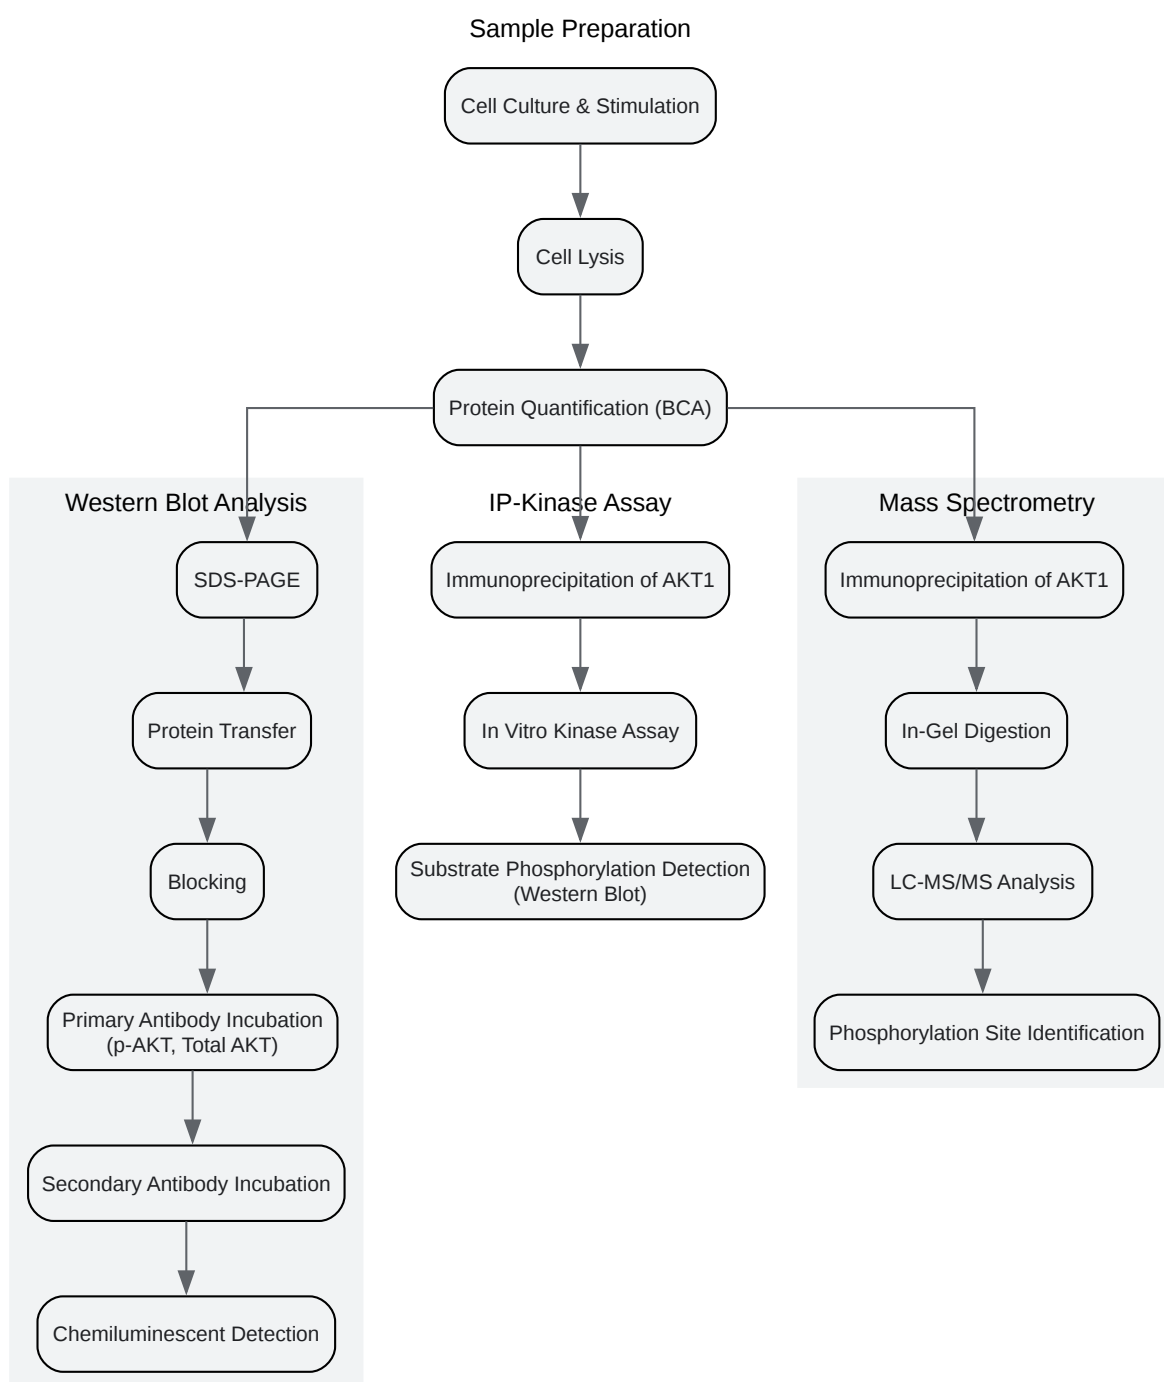 Sample Preparation
Cell Culture & Stimulation
Cell Lysis
Protein Quantification (BCA)
Western Blot Analysis
SDS-PAGE
Protein Transfer
Blocking
Primary Antibody Incubation
(p-AKT, Total AKT)
Secondary Antibody Incubation
Chemiluminescent Detection
IP-Kinase Assay
Immunoprecipitation of AKT1
In Vitro Kinase Assay
Substrate Phosphorylation Detection
(Western Blot)
Mass Spectrometry
Immunoprecipitation of AKT1
In-Gel Digestion
LC-MS/MS Analysis
Phosphorylation Site Identification